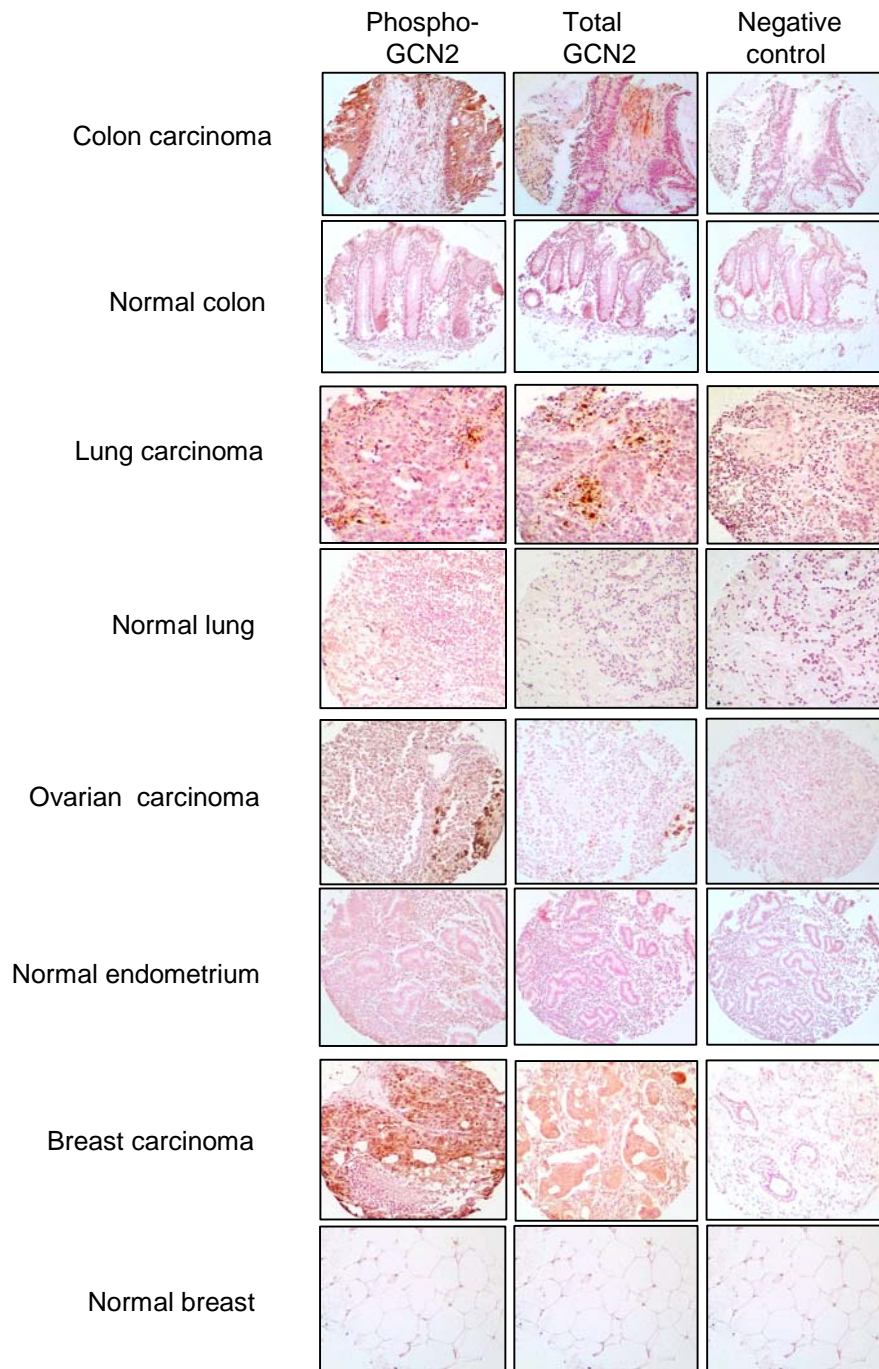 Phospho-
GCN2
Total
GCN2
Negative
control
Colon carcinoma
Normal colon
Lung carcinoma
Normal lung
Ovarian carcinoma
Normal endometrium
Breast carcinoma
Normal breast